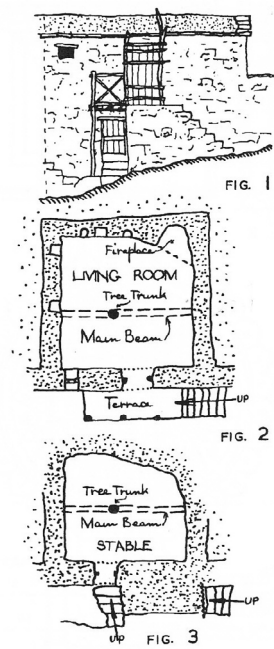 FIG. 1
Fireplace
LIVING ROOM
Tree Trunk
Main Beam
Terrace
UP
FIG. 2
Tree Trunk
Main Beam
STABLE
UP
UP
FIG. 3